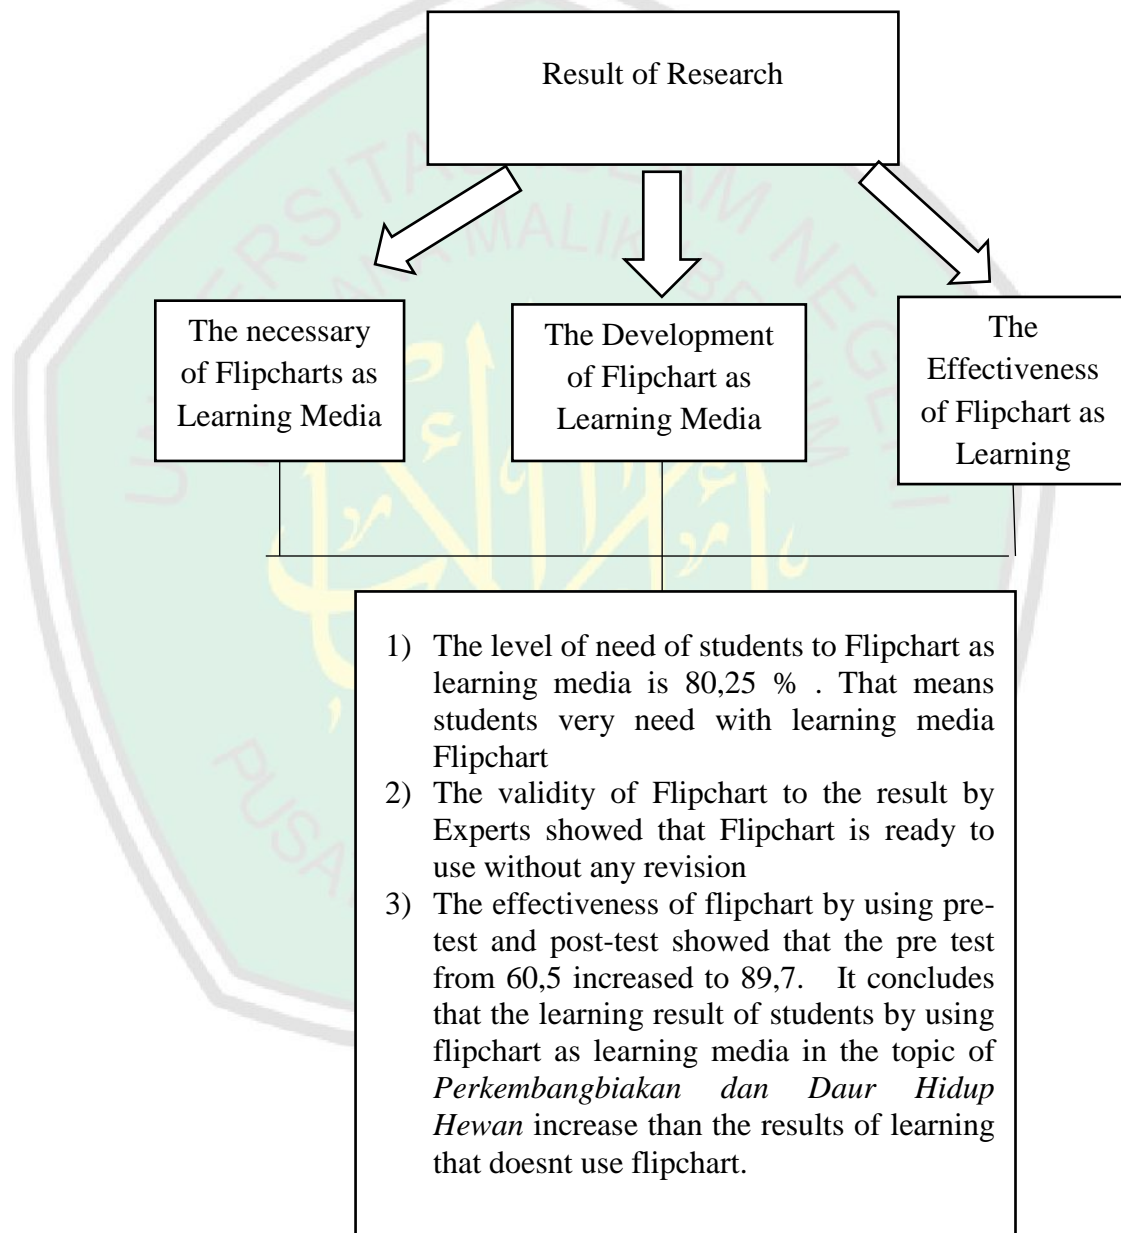 Result of Research
The necessary
of Flipcharts as
Learning Media
The Development
of Flipchart as
Learning Media
The
Effectiveness
of Flipchart as
Learning
1) The level of need of students to Flipchart as
learning media is 80,25 % . That means
students very need with learning media
Flipchart
2) The validity of Flipchart to the result by
Experts showed that Flipchart is ready to
use without any revision
3) The effectiveness of flipchart by using pre-
test and post-test showed that the pre test
from 60,5 increased to 89,7. It concludes
that the learning result of students by using
flipchart as learning media in the topic of
Perkembangbiakan dan Daur Hidup
Hewan increase than the results of learning
that doesnt use flipchart.